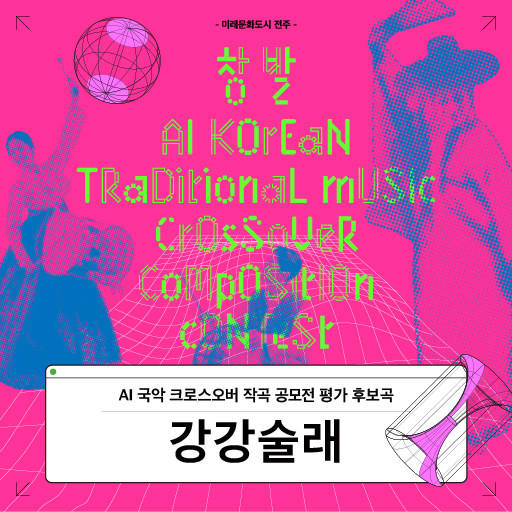 - 미래문화도시 전주 -
창발
AI KOrEaN
TRaDitionaL mUSic
CrOsSoVeR
CoMpOSitIOn
cONTESt
AI 국악 크로스오버 작곡 공모전 평가 후보곡
강강술래